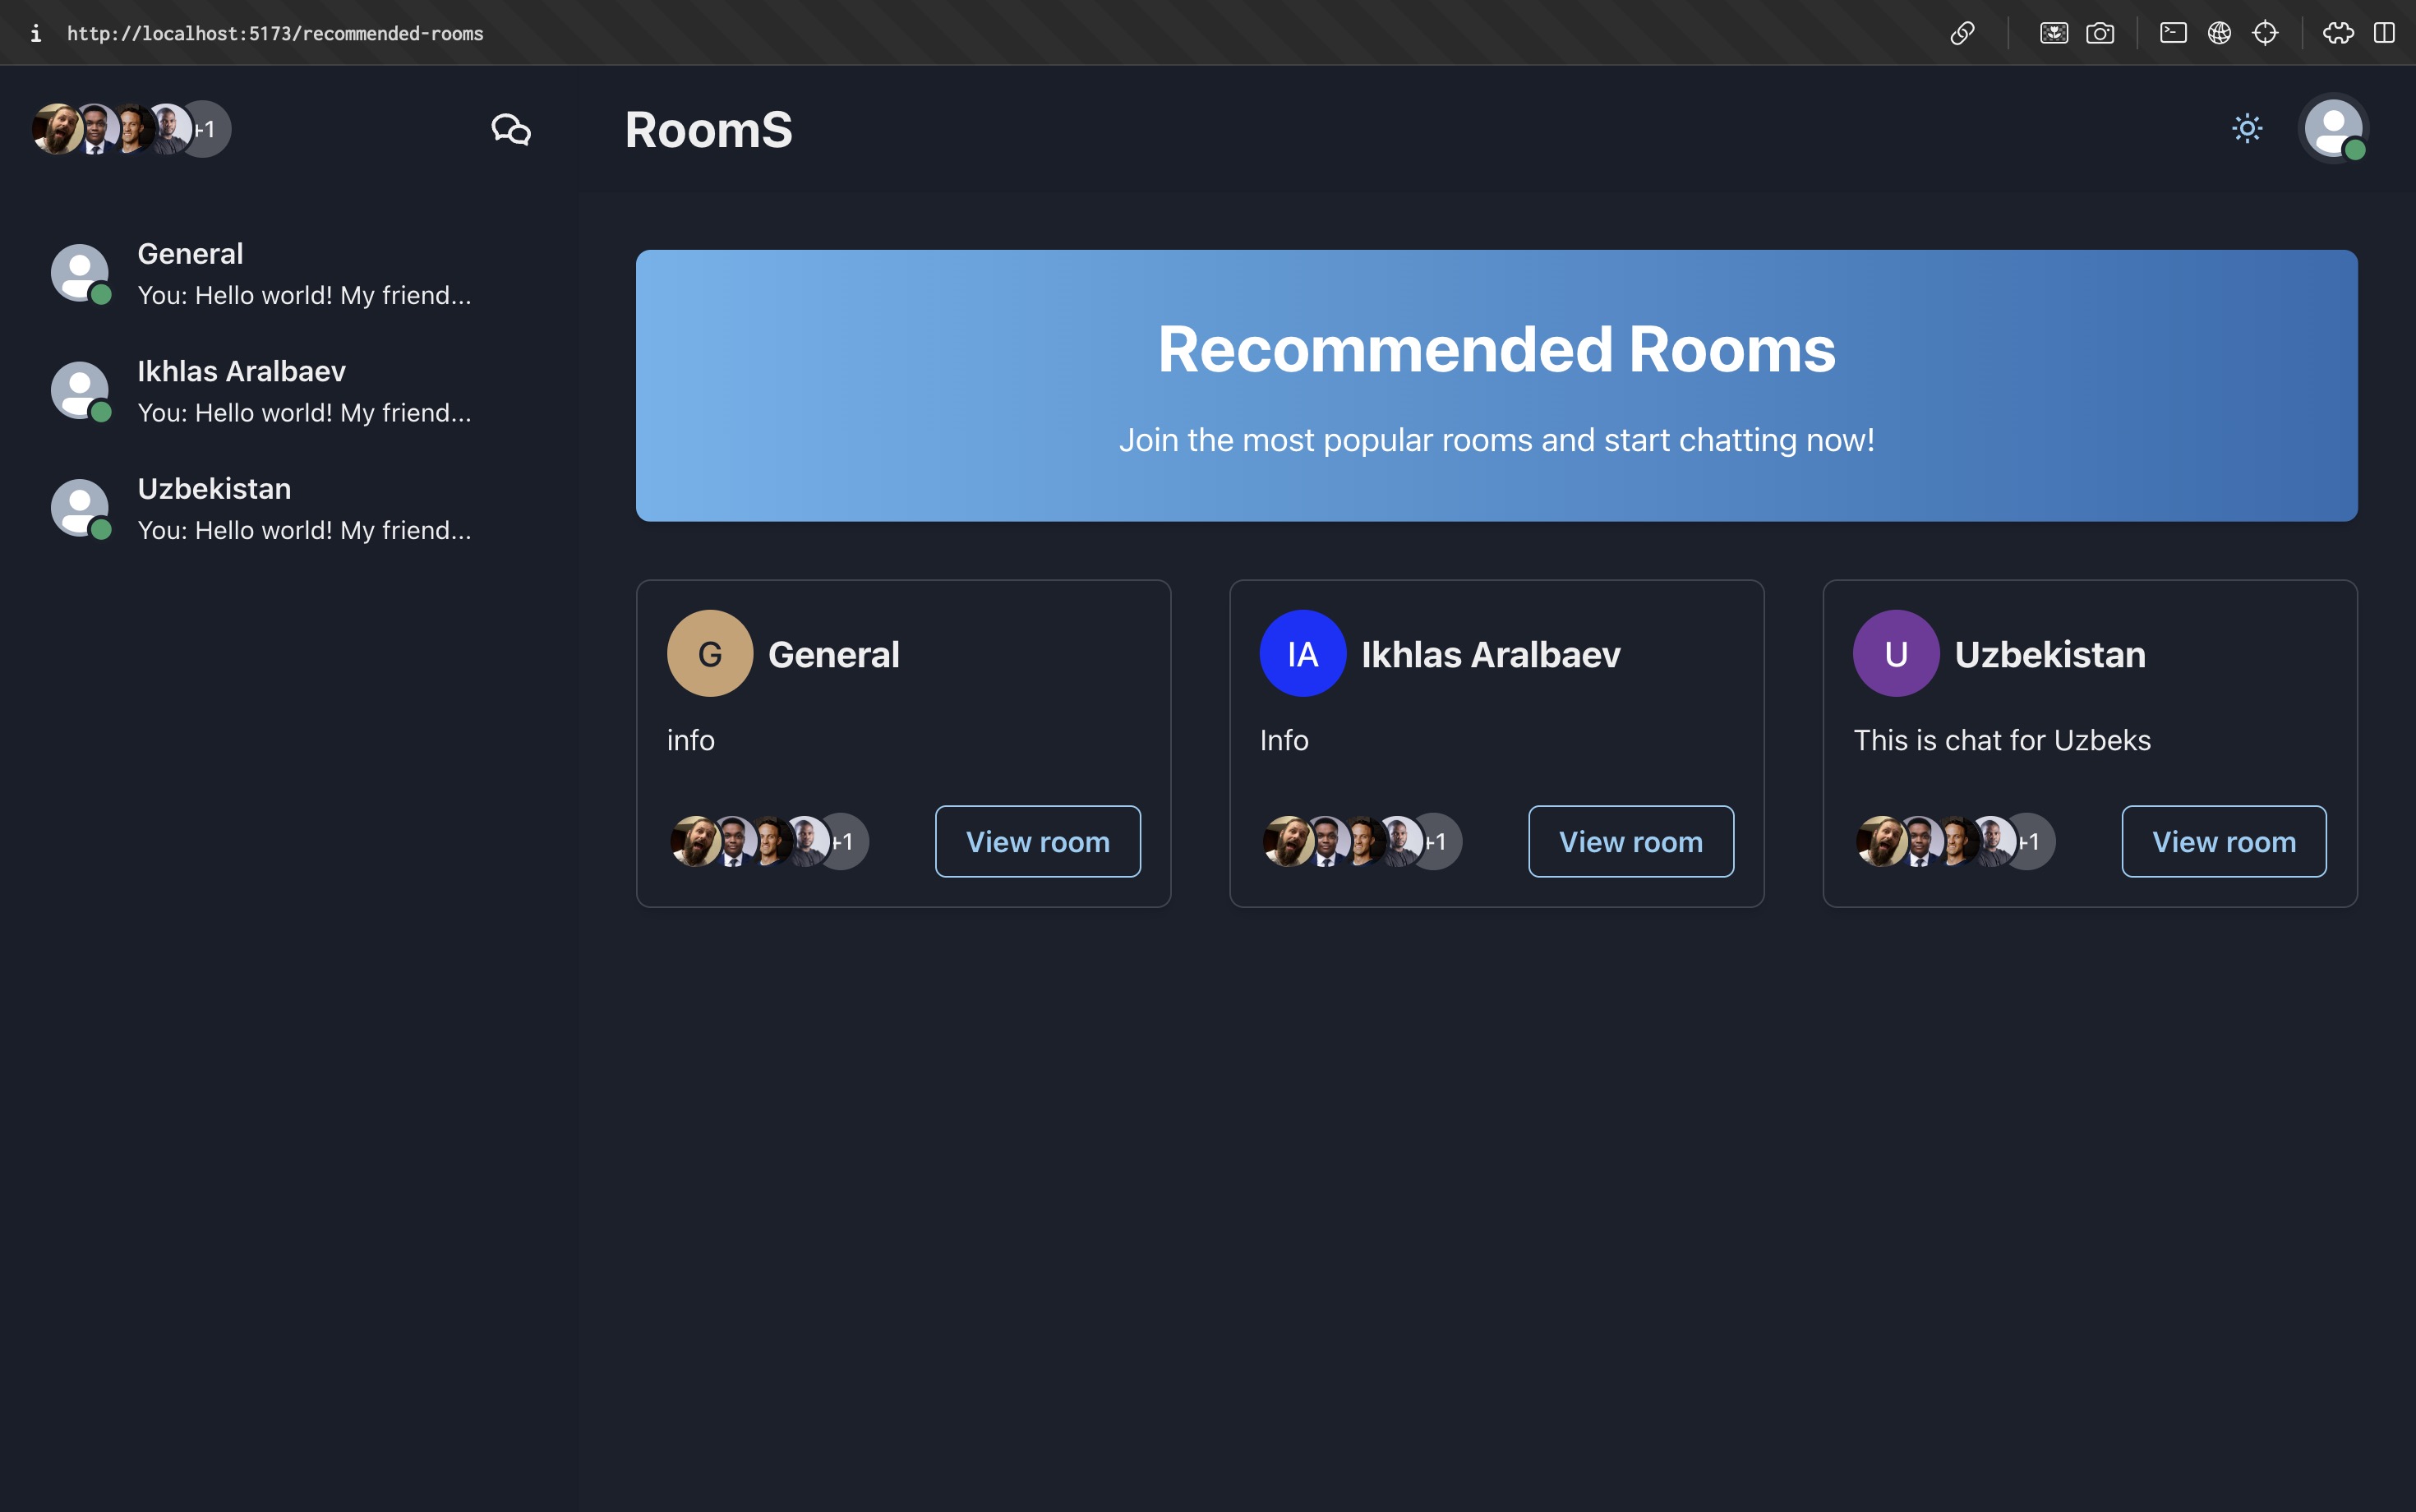 http://localhost:5173/recommended-rooms
+1
RoomS
General
You: Hello world! My friend...
Ikhlas Aralbaev
You: Hello world! My friend...
Uzbekistan
You: Hello world! My friend...
Recommended Rooms
Join the most popular rooms and start chatting now!
G
General
info
+1
View room
IA
Ikhlas Aralbaev
Info
+1
View room
U
Uzbekistan
This is chat for Uzbeks
+1
View room